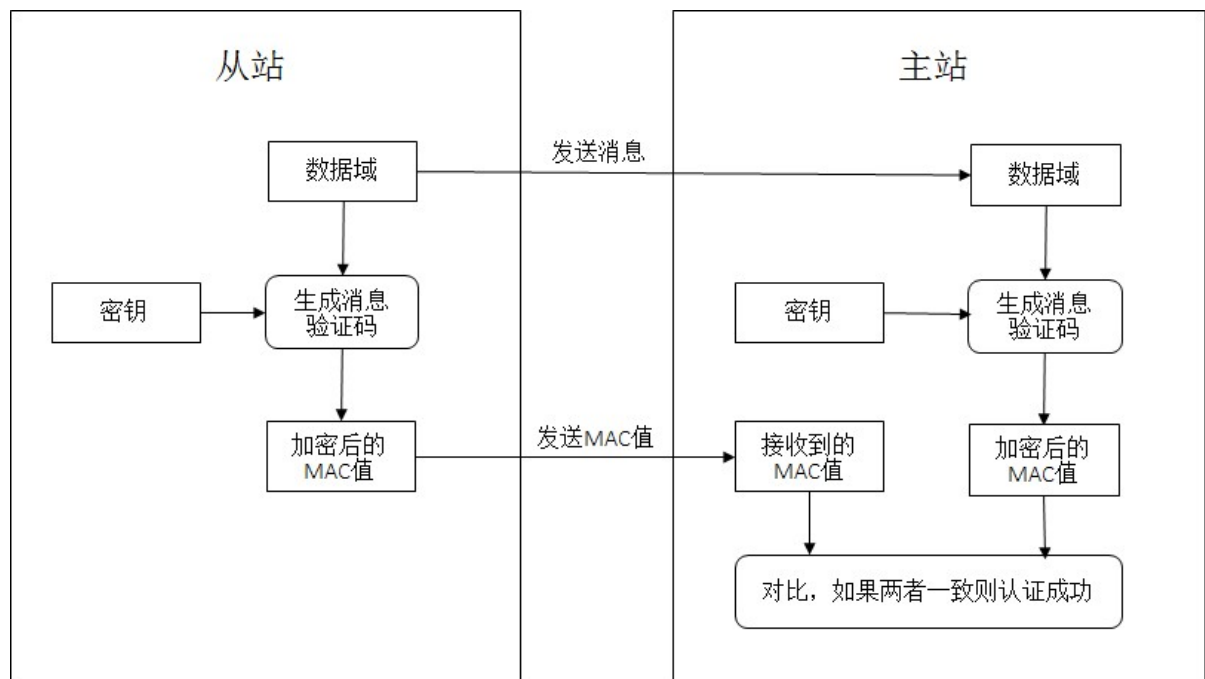 从站
主站
数据域
发送消息
数据域
密钥
生成消息
验证码
密钥
生成消息
验证码
加密后的
MAC值
发送MAC值
接收到的
MAC值
加密后的
MAC值
对比，如果两者一致则认证成功